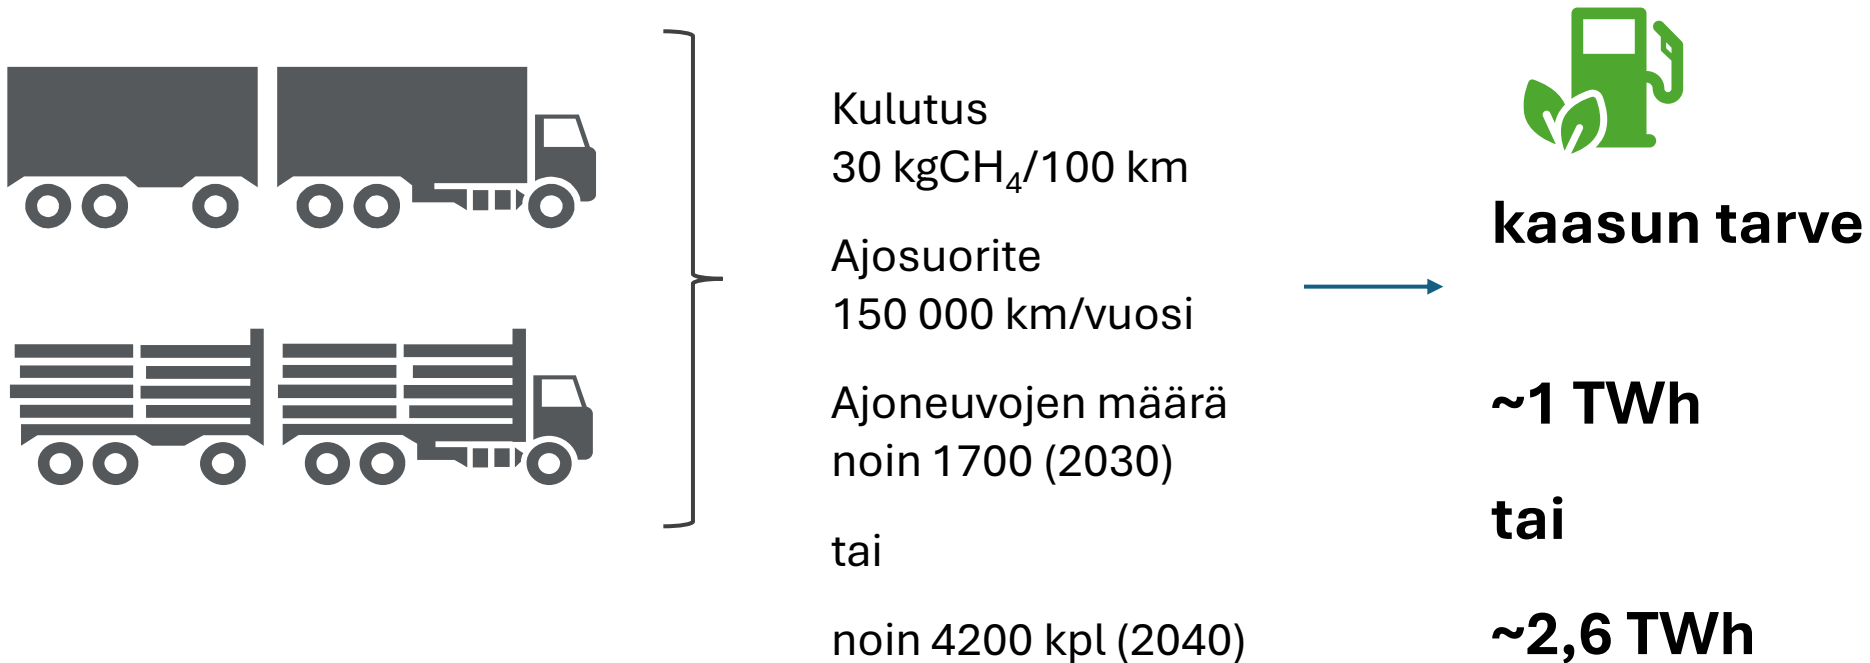 Kulutus
30 kgCH₄/100 km
Ajosuorite
150 000 km/vuosi
Ajoneuvojen määrä
noin 1700 (2030)
tai
noin 4200 kpl (2040)
kaasun tarve
~1 TWh
tai
~2,6 TWh